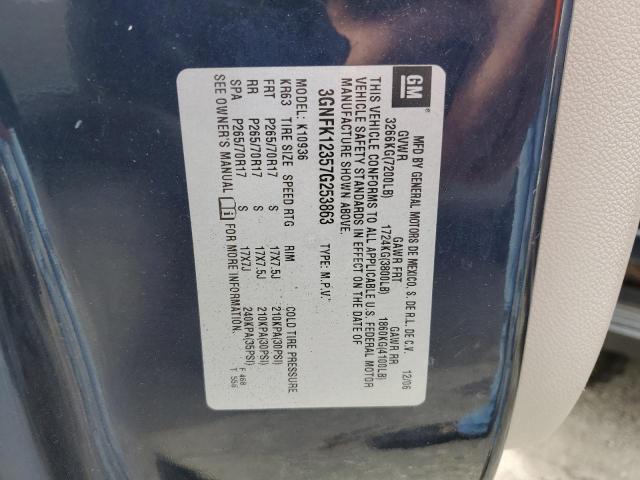 GM
MFD BY GENERAL MOTORS DE MEXICO, S. DE R.L. DE C.V.
12/06
GVWR GAWR FRT GAWR RR
3266KG(7200LB) 1724KG(3800LB) 1860KG(4100LB)
THIS VEHICLE CONFORMS TO ALL APPLICABLE U.S. FEDERAL MOTOR
VEHICLE SAFETY STANDARDS IN EFFECT ON THE DATE OF
MANUFACTURE SHOWN ABOVE.
3GNFK12357G253863 TYPE: M.P.V.
MODEL: K10936
KR63 TIRE SIZE SPEED RTG RIM COLD TIRE PRESSURE
FRT P265/70R17 S 17X7.5J 210KPA(30PSI)
RR P265/70R17 S 17X7.5J 210KPA(30PSI)
SPA P265/70R17 S 17X7J 240KPA(35PSI)
SEE OWNER'S MANUAL i FOR MORE INFORMATION.
F 468
T 558